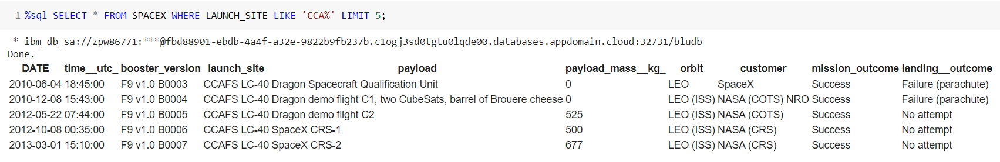 1 %sql SELECT * FROM SPACEX WHERE LAUNCH_SITE LIKE 'CCA%' LIMIT 5;
* ibm_db_sa://zpw86771:***@fbd88901-ebdb-4a4f-a32e-9822b9fb237b.c1ogj3sd0tgtu0lqde00.databases.appdomain.cloud:32731/bludb
Done.
DATE time__utc_ booster_version launch_site payload payload_mass__kg_ orbit customer mission_outcome landing__outcome
2010-06-04 18:45:00 F9 v1.0 B0003 CCAFS LC-40 Dragon Spacecraft Qualification Unit 0 LEO SpaceX Success Failure (parachute)
2010-12-08 15:43:00 F9 v1.0 B0004 CCAFS LC-40 Dragon demo flight C1, two CubeSats, barrel of Brouere cheese 0 LEO (ISS) NASA (COTS) NRO Success Failure (parachute)
2012-05-22 07:44:00 F9 v1.0 B0005 CCAFS LC-40 Dragon demo flight C2 525 LEO (ISS) NASA (COTS) Success No attempt
2012-10-08 00:35:00 F9 v1.0 B0006 CCAFS LC-40 SpaceX CRS-1 500 LEO (ISS) NASA (CRS) Success No attempt
2013-03-01 15:10:00 F9 v1.0 B0007 CCAFS LC-40 SpaceX CRS-2 677 LEO (ISS) NASA (CRS) Success No attempt